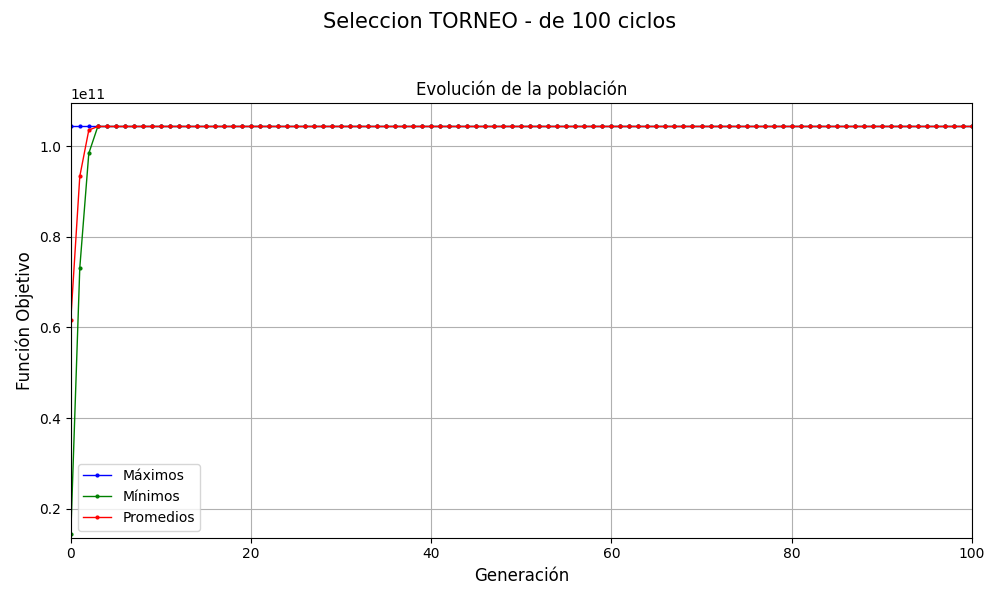 Seleccion TORNEO - de 100 ciclos
Evolución de la población
1e11
1.0
0.8
0.6
0.4
0.2
Función Objetivo
Máximos
Mínimos
Promedios
0 20 40 60 80 100
Generación